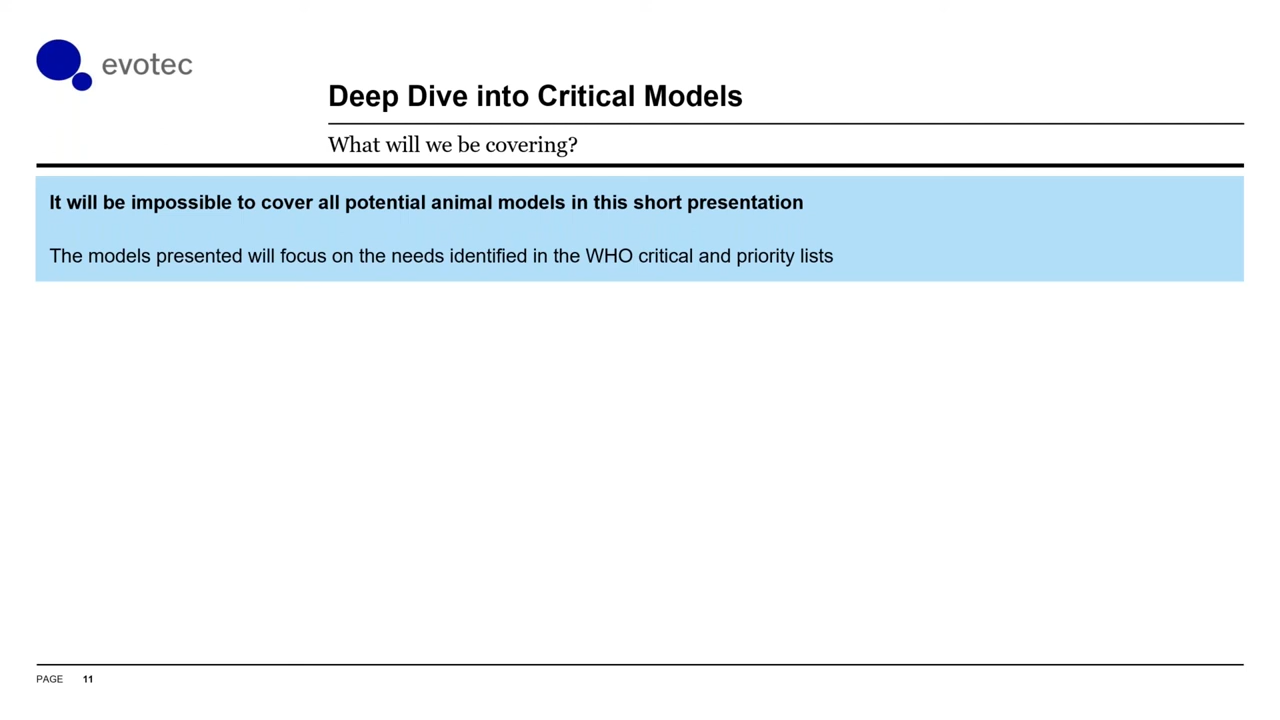 evotec
Deep Dive into Critical Models
What will we be covering?
It will be impossible to cover all potential animal models in this short presentation
The models presented will focus on the needs identified in the WHO critical and priority lists
PAGE 11